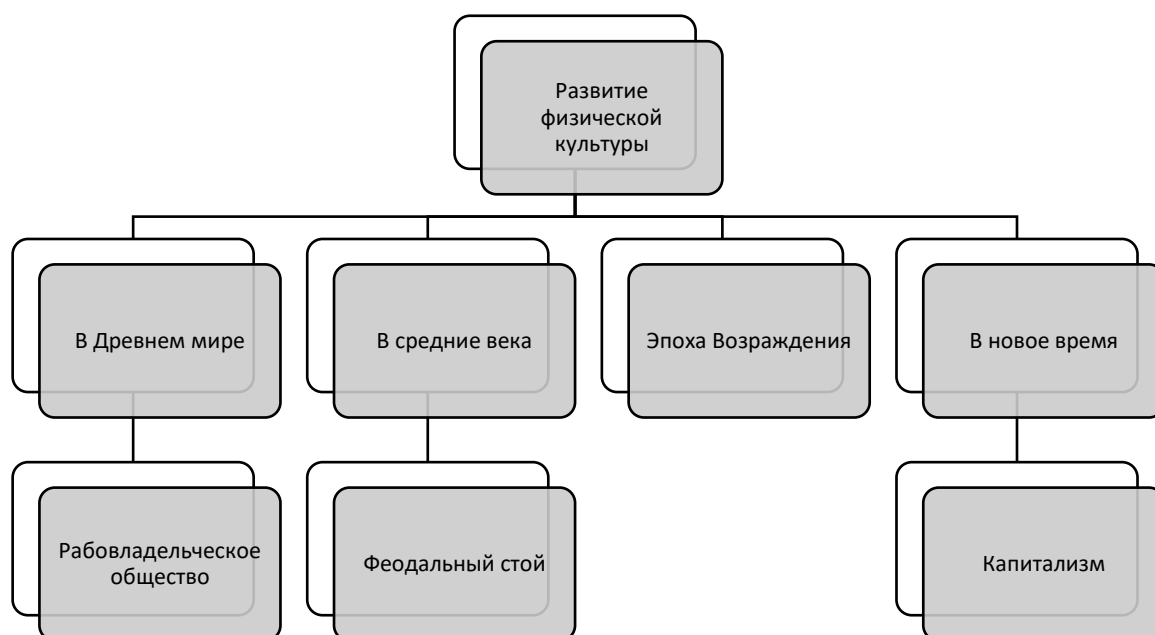 Развитие
физической
культуры
В Древнем мире
В средние века
Эпоха Возраждения
В новое время
Рабовладельческое
общество
Феодальный стой
Капитализм